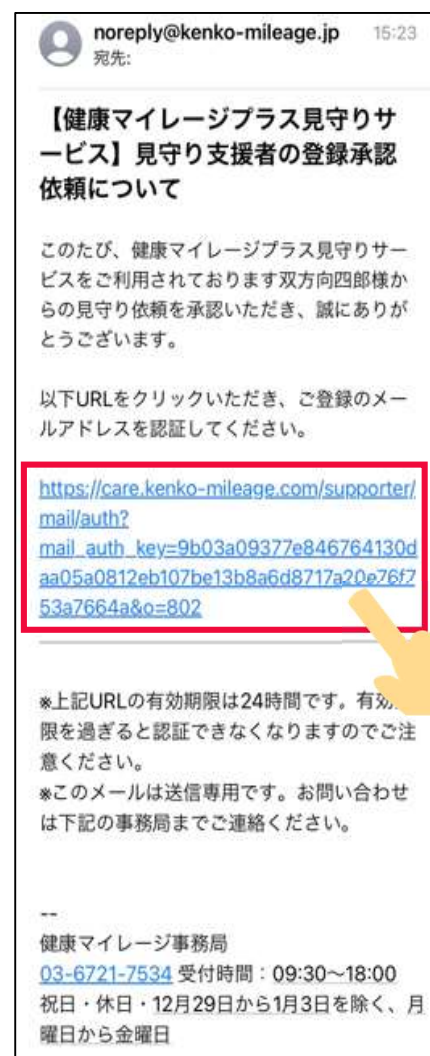 noreply@kenko-mileage.jp 15:23
宛先:
【健康マイレージプラス見守りサ
ービス】見守り支援者の登録承認
依頼について
このたび、健康マイレージプラス見守りサー
ビスをご利用されております双方向四郎様か
らの見守り依頼を承認いただき、誠にありが
とうございます。
以下URLをクリックいただき、ご登録のメー
ルアドレスを認証してください。
https://care.kenko-mileage.com/supporter/
mail/auth?
mail_auth_key=9b03a09377e846764130d
aa05a0812eb107be13b8a6d8717a20e76f7
53a7664a&o=802
※上記URLの有効期限は24時間です。有効
限を過ぎると認証できなくなりますのでご注
意ください。
※このメールは送信専用です。お問い合わせ
は下記の事務局までご連絡ください。
--
健康マイレージ事務局
03-6721-7534 受付時間：09:30～18:00
祝日・休日・12月29日から1月3日を除く、月
曜日から金曜日